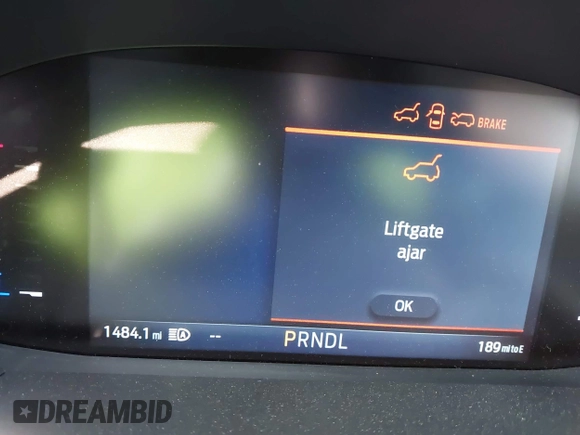 BRAKE
Liftgate
ajar
OK
1484.1 mi -- PRNDL 189 mi to E
DREAMBID